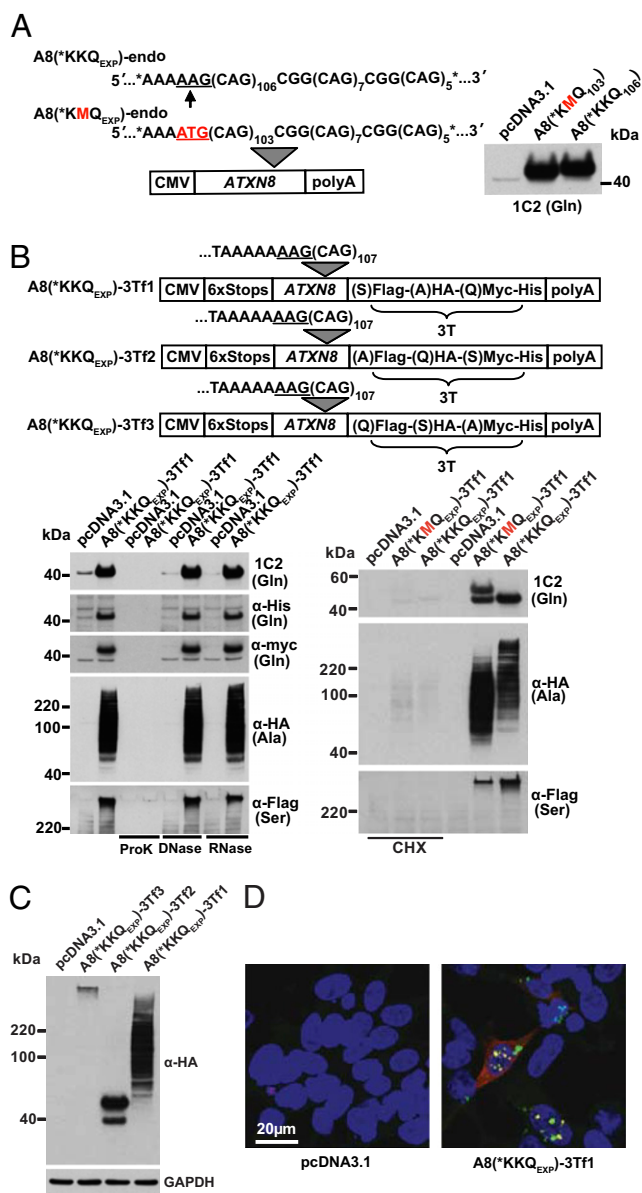 A
A8(*KKQEXP)-endo
5′...*AAAAAG(CAG)106CGG(CAG)7CGG(CAG)5*...3′
A8(*KMQEXP)-endo
5′...*AAAATG(CAG)103CGG(CAG)7CGG(CAG)5*...3′
CMV ATXN8 polyA
pcDNA3.1
A8(*KMQ103)
A8(*KKQ106)
kDa
40
1C2 (Gln)
B
...TAAAAAAAG(CAG)107
A8(*KKQEXP)-3Tf1 CMV 6xStops ATXN8 (S)Flag-(A)HA-(Q)Myc-His polyA
3T
...TAAAAAAAG(CAG)107
A8(*KKQEXP)-3Tf2 CMV 6xStops ATXN8 (A)Flag-(Q)HA-(S)Myc-His polyA
3T
...TAAAAAAAG(CAG)107
A8(*KKQEXP)-3Tf3 CMV 6xStops ATXN8 (Q)Flag-(S)HA-(A)Myc-His polyA
3T
kDa
pcDNA3.1
A8(*KKQEXP)-3Tf1
pcDNA3.1
A8(*KKQEXP)-3Tf1
pcDNA3.1
A8(*KKQEXP)-3Tf1
pcDNA3.1
A8(*KKQEXP)-3Tf1
40
1C2
(Gln)
40
α-His
(Gln)
40
α-myc
(Gln)
220
100
40
α-HA
(Ala)
220
α-Flag
(Ser)
ProK DNase RNase
kDa
pcDNA3.1
A8(*KMQEXP)-3Tf1
A8(*KKQEXP)-3Tf1
pcDNA3.1
A8(*KMQEXP)-3Tf1
A8(*KKQEXP)-3Tf1
60
40
1C2
(Gln)
220
100
40
α-HA
(Ala)
220
α-Flag
(Ser)
CHX
C
kDa
pcDNA3.1
A8(*KKQEXP)-3Tf3
A8(*KKQEXP)-3Tf2
A8(*KKQEXP)-3Tf1
220
100
40
α-HA
GAPDH
D
20μm
pcDNA3.1
A8(*KKQEXP)-3Tf1